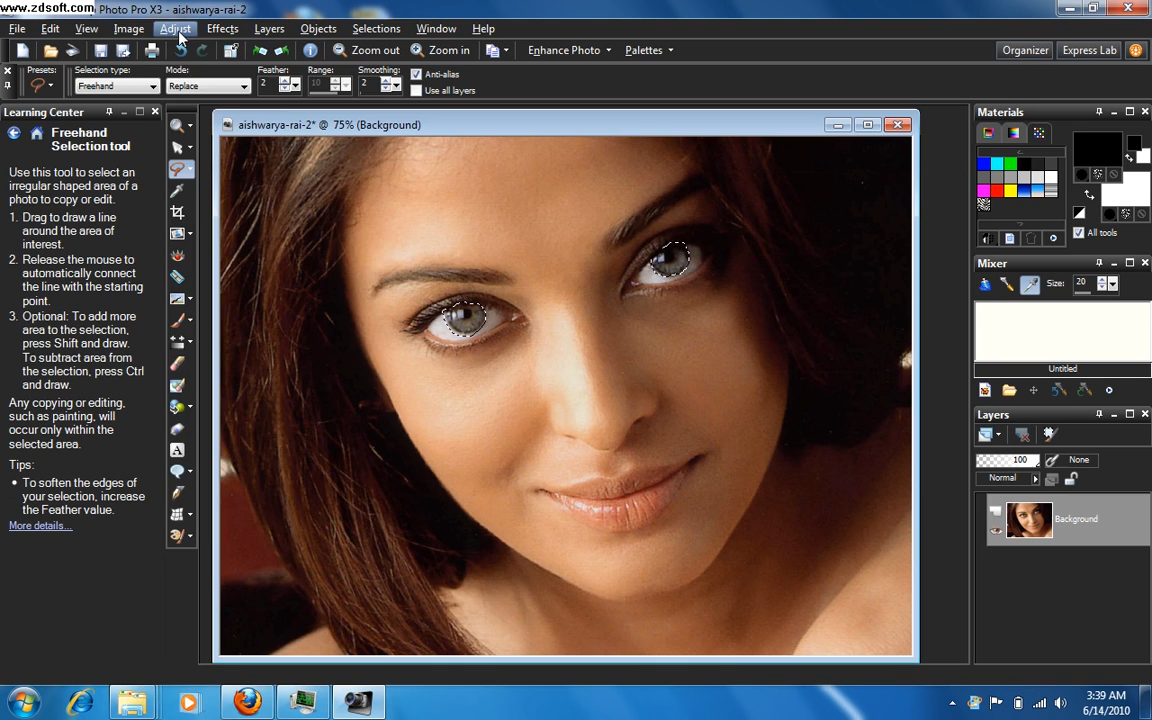 www.zdsoft.com Photo Pro X3 - aishwarya-rai-2
File Edit View Image Adjust Effects Layers Objects Selections Window Help
Zoom out Zoom in Enhance Photo Palettes Organizer Express Lab
Presets: Selection type: Mode: Feather: Range: Smoothing: Anti-alias
Freehand Replace 2 10 2 Use all layers
Learning Center
Freehand
Selection tool
Use this tool to select an
irregular shaped area of a
photo to copy or edit.
1. Drag to draw a line
around the area of
interest.
2. Release the mouse to
automatically connect
the line with the starting
point.
3. Optional: To add more
area to the selection,
press Shift and draw.
To subtract area from
the selection, press Ctrl
and draw.
Any copying or editing,
such as painting, will
occur only within the
selected area.
Tips:
• To soften the edges of
your selection, increase
the Feather value.
More details...
A
aishwarya-rai-2* @ 75% (Background)
Materials
All tools
Mixer
Size: 20
Untitled
Layers
100 None
Normal
Background
3:39 AM
6/14/2010